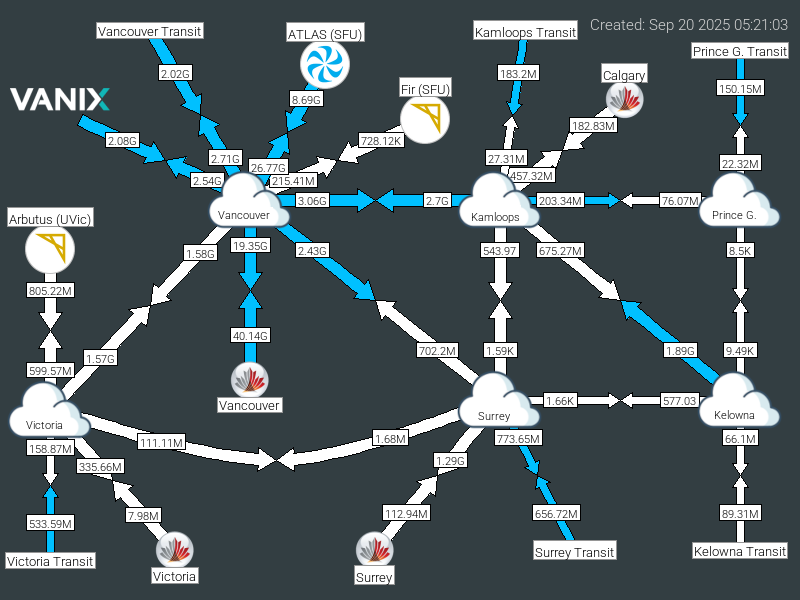 Created: Sep 20 2025 05:21:03
Vancouver Transit
ATLAS (SFU)
Kamloops Transit
Prince G. Transit
2.02G
183.2M
Calgary
VANIX
8.69G
Fir (SFU)
150.15M
2.08G
728.12K
182.83M
2.71G
26.77G
27.31M
22.32M
2.54G
215.41M
457.32M
3.06G
2.7G
203.34M
76.07M
Arbutus (UVic)
Vancouver
Kamloops
Prince G.
1.58G
19.35G
2.43G
543.97
675.27M
8.5K
805.22M
40.14G
1.57G
702.2M
1.59K
1.89G
9.49K
599.57M
Vancouver
1.66K
577.03
Victoria
Surrey
Kelowna
158.87M
111.11M
1.68M
773.65M
66.1M
335.66M
1.29G
533.59M
7.98M
112.94M
656.72M
89.31M
Victoria Transit
Victoria
Surrey
Surrey Transit
Kelowna Transit